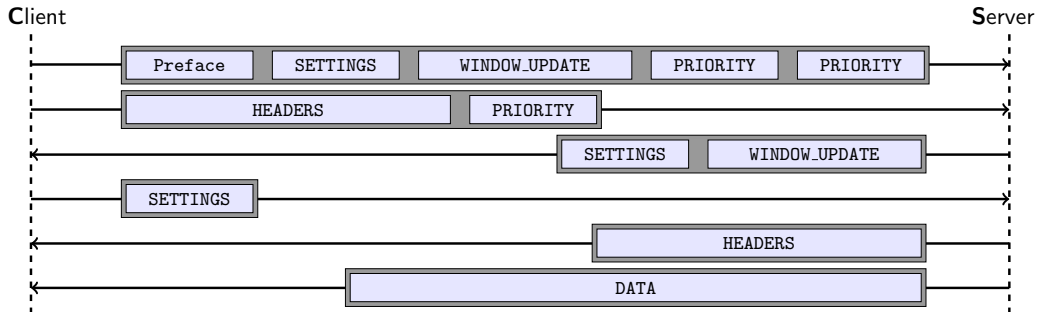 Client Server
Preface SETTINGS WINDOW_UPDATE PRIORITY PRIORITY
HEADERS PRIORITY
SETTINGS WINDOW_UPDATE
SETTINGS
HEADERS
DATA